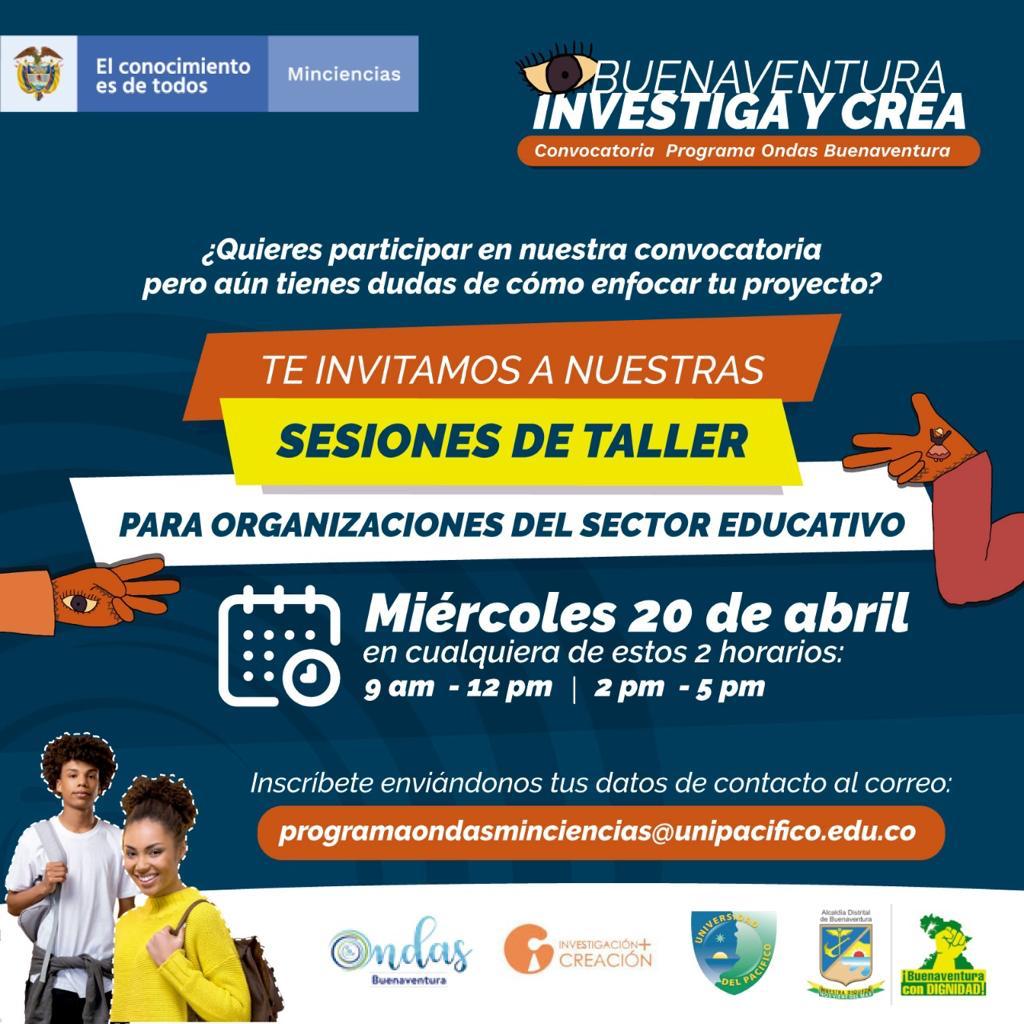 El conocimiento
es de todos
Minciencias
BUENAVENTURA
INVESTIGA Y CREA
Convocatoria Programa Ondas Buenaventura
¿Quieres participar en nuestra convocatoria
pero aún tienes dudas de cómo enfocar tu proyecto?
TE INVITAMOS A NUESTRAS
SESIONES DE TALLER
PARA ORGANIZACIONES DEL SECTOR EDUCATIVO
Miércoles 20 de abril
en cualquiera de estos 2 horarios:
9 am - 12 pm | 2 pm - 5 pm
Inscríbete enviándonos tus datos de contacto al correo:
programaondasminciencias@unipacifico.edu.co
Ondas
Buenaventura
INVESTIGACIÓN+
CREACIÓN
UNIVERSIDAD
DEL PACÍFICO
Alcaldía Distrital
de Buenaventura
¡Buenaventura
con DIGNIDAD!